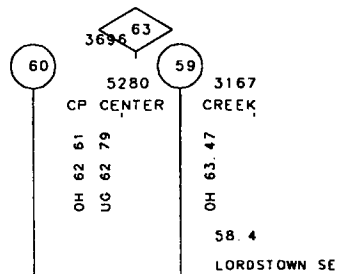 63
3696
60
59
5280
3167
CP CENTER
CREEK
OH 62 61
UG 62 79
OH 63.47
58.4
LORDSTOWN SE